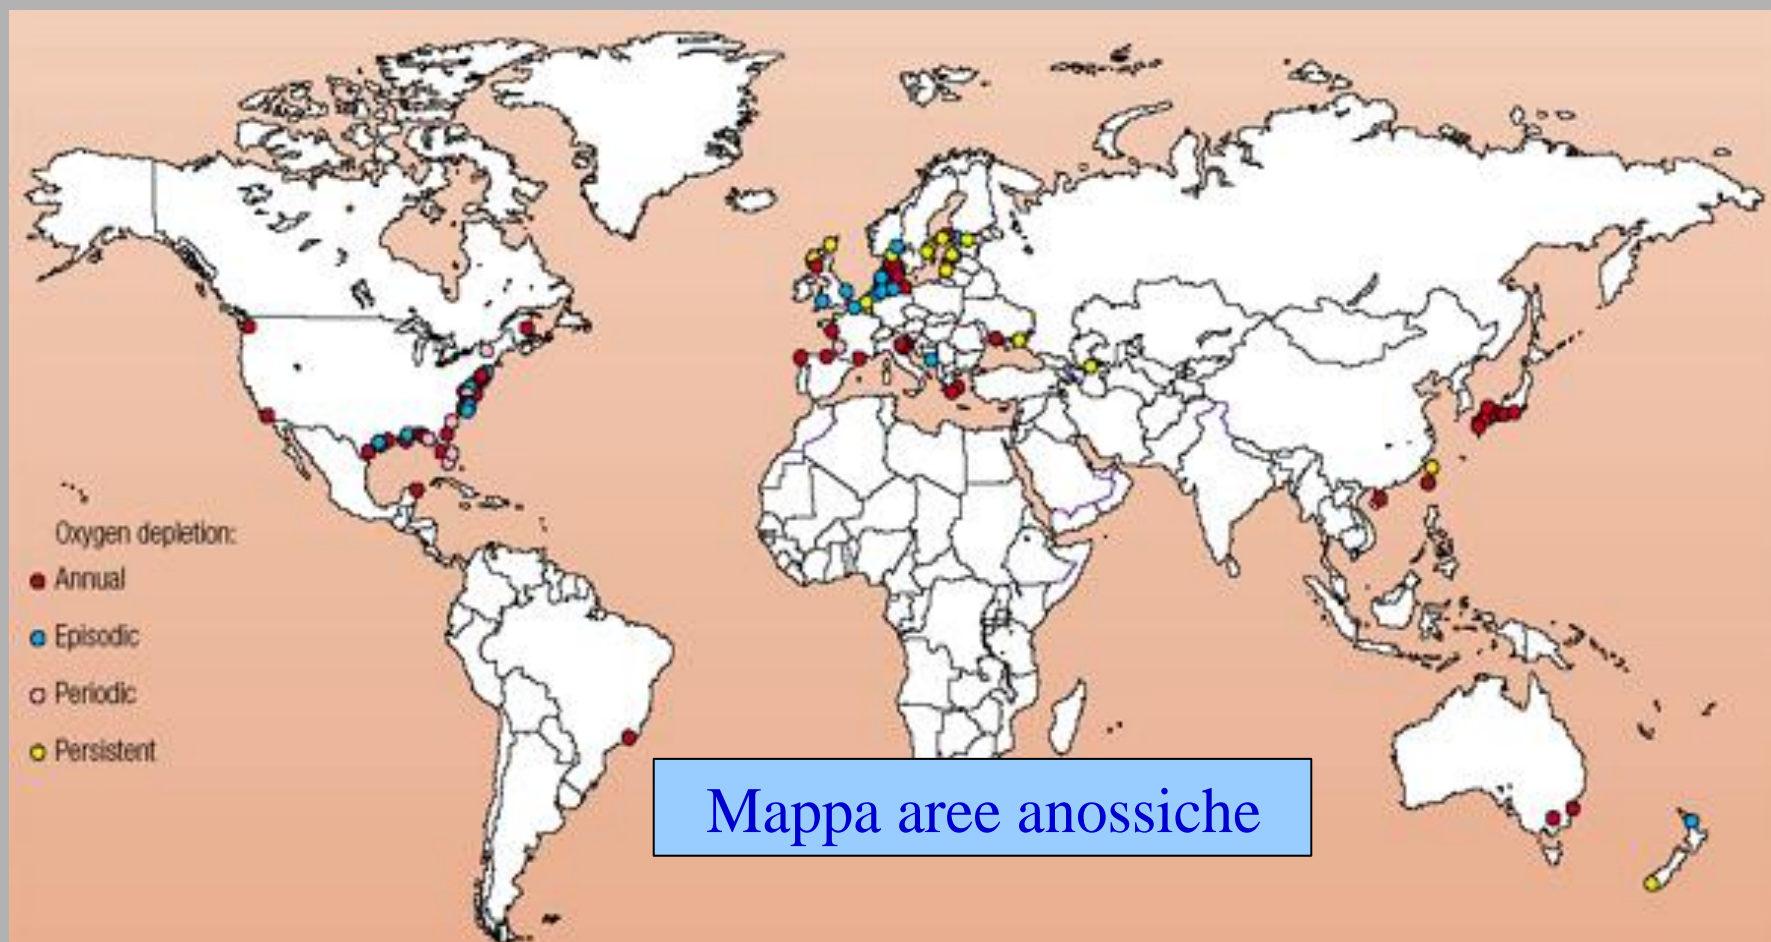 Oxygen depletion:
Annual
Episodic
Periodic
Persistent
Mappa aree anossiche